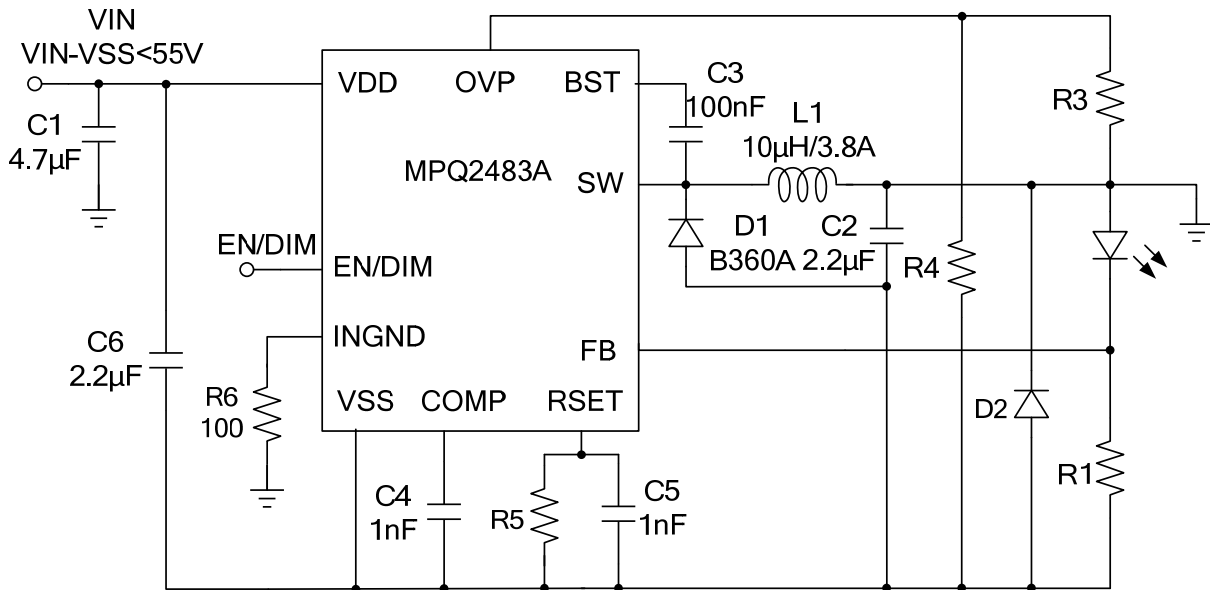 VIN
VIN-VSS<55V
C1
4.7µF
C6
2.2µF
EN/DIM
R6
100
VDD
OVP
BST
MPQ2483A
SW
EN/DIM
INGND
FB
VSS
COMP
RSET
C3
100nF
L1
10µH/3.8A
D1
B360A
C2
2.2µF
R4
R3
D2
R1
C4
1nF
R5
C5
1nF